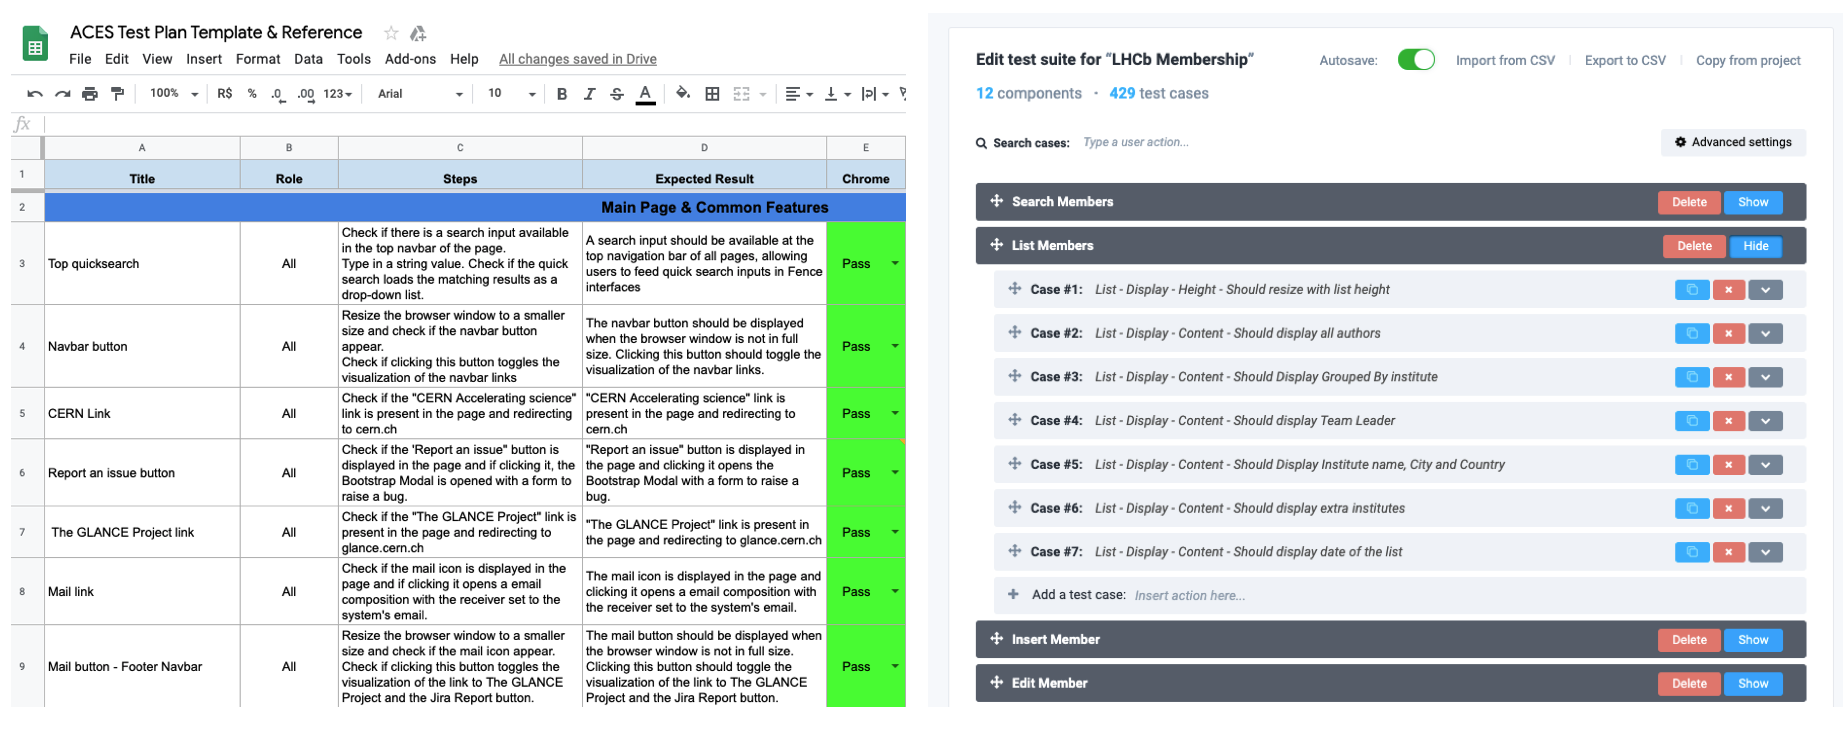 ACES Test Plan Template & Reference
File Edit View Insert Format Data Tools Add-ons Help All changes saved in Drive
100% R$ % .0 .00 123 Arial 10 B I S A
fx
A B C D E
1 Title Role Steps Expected Result Chrome
2 Main Page & Common Features
3 Top quicksearch All
Check if there is a search input available
in the top navbar of the page.
Type in a string value. Check if the quick
search loads the matching results as a
drop-down list.
A search input should be available at the
top navigation bar of all pages, allowing
users to feed quick search inputs in Fence
interfaces
Pass
4 Navbar button All
Resize the browser window to a smaller
size and check if the navbar button
appear.
Check if clicking this button toggles the
visualization of the navbar links
The navbar button should be displayed
when the browser window is not in full
size. Clicking this button should toggle the
visualization of the navbar links.
Pass
5 CERN Link All
Check if the "CERN Accelerating science"
link is present in the page and redirecting
to cern.ch
"CERN Accelerating science" link is
present in the page and redirecting to
cern.ch
Pass
6 Report an issue button All
Check if the 'Report an issue" button is
displayed in the page and if clicking it, the
Bootstrap Modal is opened with a form to
raise a bug.
"Report an issue" button is displayed in
the page and clicking it opens the
Bootstrap Modal with a form to raise a
bug.
Pass
7 The GLANCE Project link All
Check if the "The GLANCE Project" link is
present in the page and redirecting to
glance.cern.ch
"The GLANCE Project" link is present in
the page and redirecting to glance.cern.ch
Pass
8 Mail link All
Check if the mail icon is displayed in the
page and if clicking it opens a email
composition with the receiver set to the
system's email.
The mail icon is displayed in the page and
clicking it opens a email composition with
the receiver set to the system's email.
Pass
9 Mail button - Footer Navbar All
Resize the browser window to a smaller
size and check if the mail icon appear.
Check if clicking this button toggles the
visualization of the link to The GLANCE
Project and the Jira Report button.
The mail button should be displayed when
the browser window is not in full size.
Clicking this button should toggle the
visualization of the link to The GLANCE
Project and the Jira Report button.
Pass
Edit test suite for “LHCb Membership” Autosave: Import from CSV Export to CSV Copy from project
12 components · 429 test cases
Search cases: Type a user action... Advanced settings
Search Members Delete Show
List Members Delete Hide
Case #1: List - Display - Height - Should resize with list height
Case #2: List - Display - Content - Should display all authors
Case #3: List - Display - Content - Should Display Grouped By institute
Case #4: List - Display - Content - Should display Team Leader
Case #5: List - Display - Content - Should Display Institute name, City and Country
Case #6: List - Display - Content - Should display extra institutes
Case #7: List - Display - Content - Should display date of the list
Add a test case: Insert action here...
Insert Member Delete Show
Edit Member Delete Show